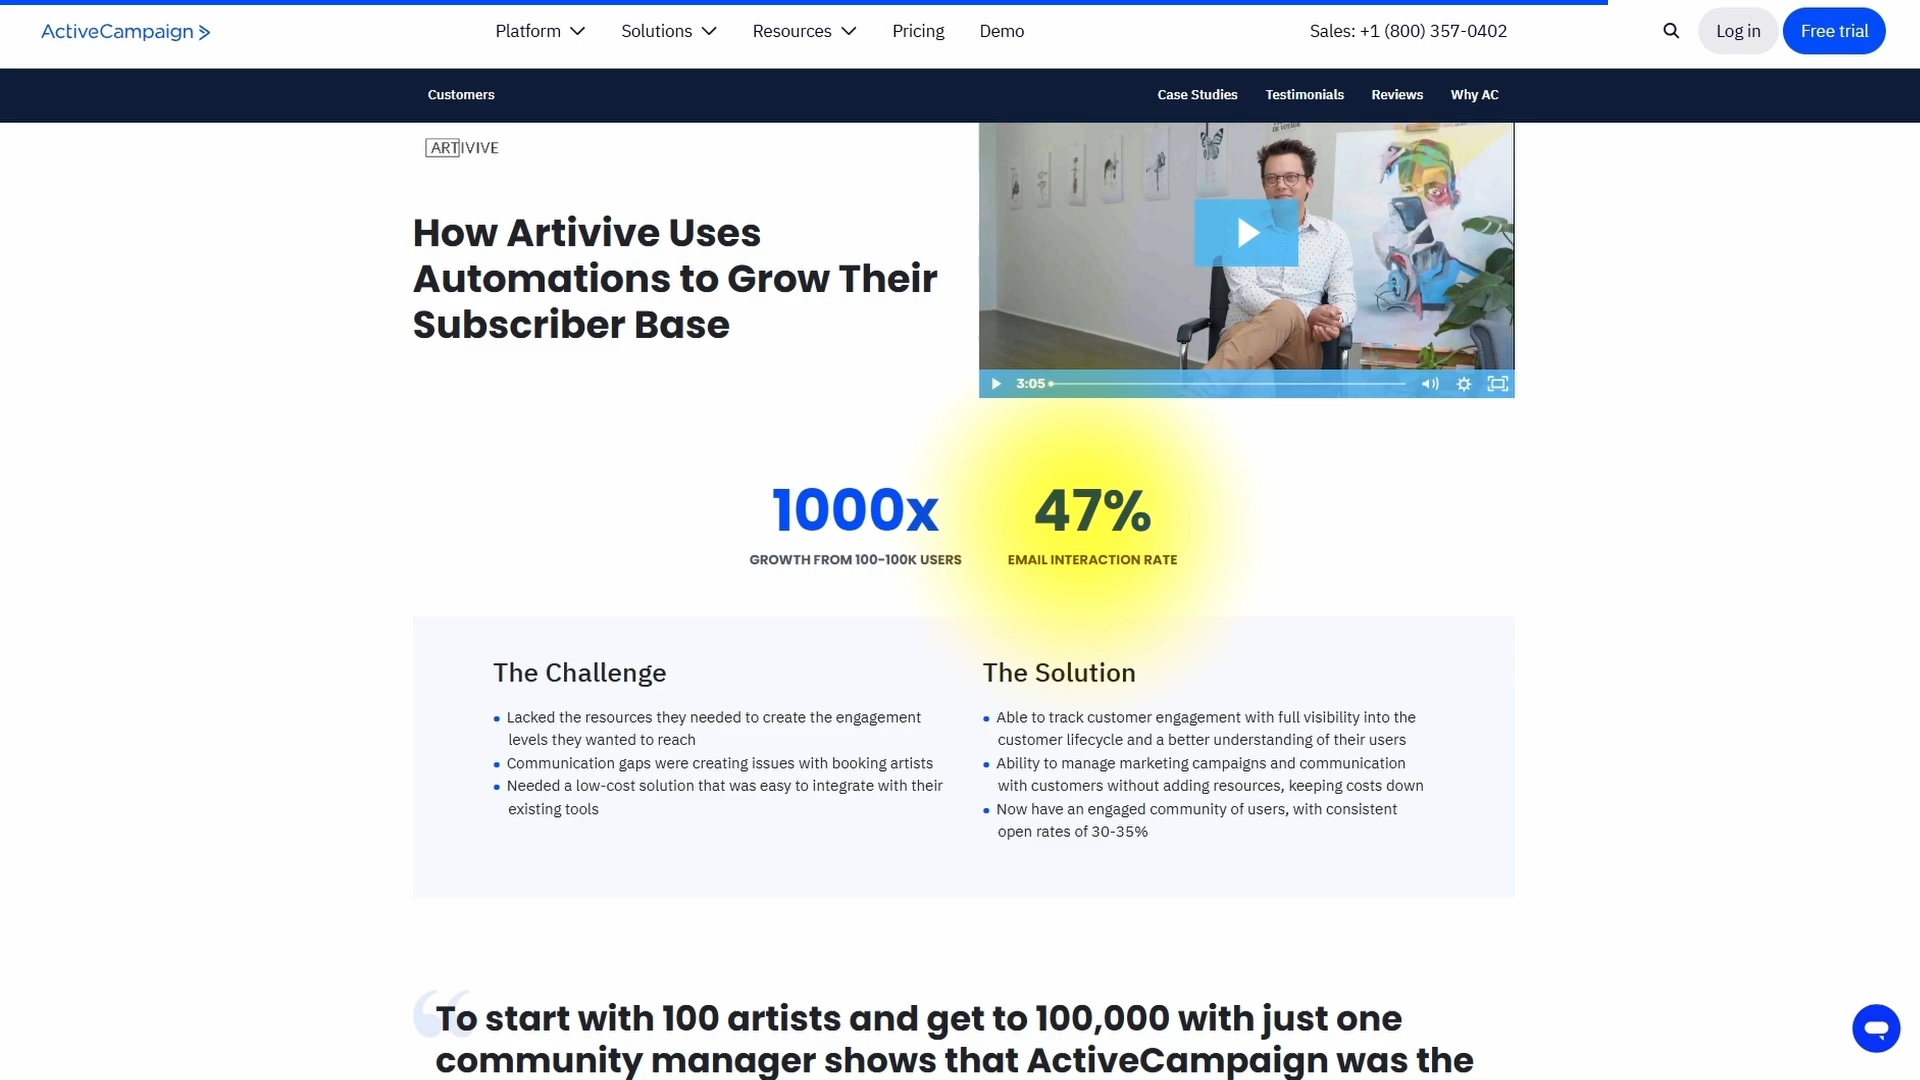 ActiveCampaign
Platform
Solutions
Resources
Pricing
Demo
Sales: +1 (800) 357-0402
Log in
Free trial
Customers
Case Studies
Testimonials
Reviews
Why AC
ARTIVIVE
How Artivive Uses
Automations to Grow Their
Subscriber Base
DE VOYAGE
3:05
1000x
GROWTH FROM 100-100K USERS
47%
EMAIL INTERACTION RATE
The Challenge
Lacked the resources they needed to create the engagement
levels they wanted to reach
Communication gaps were creating issues with booking artists
Needed a low-cost solution that was easy to integrate with their
existing tools
The Solution
Able to track customer engagement with full visibility into the
customer lifecycle and a better understanding of their users
Ability to manage marketing campaigns and communication
with customers without adding resources, keeping costs down
Now have an engaged community of users, with consistent
open rates of 30-35%
“To start with 100 artists and get to 100,000 with just one
community manager shows that ActiveCampaign was the